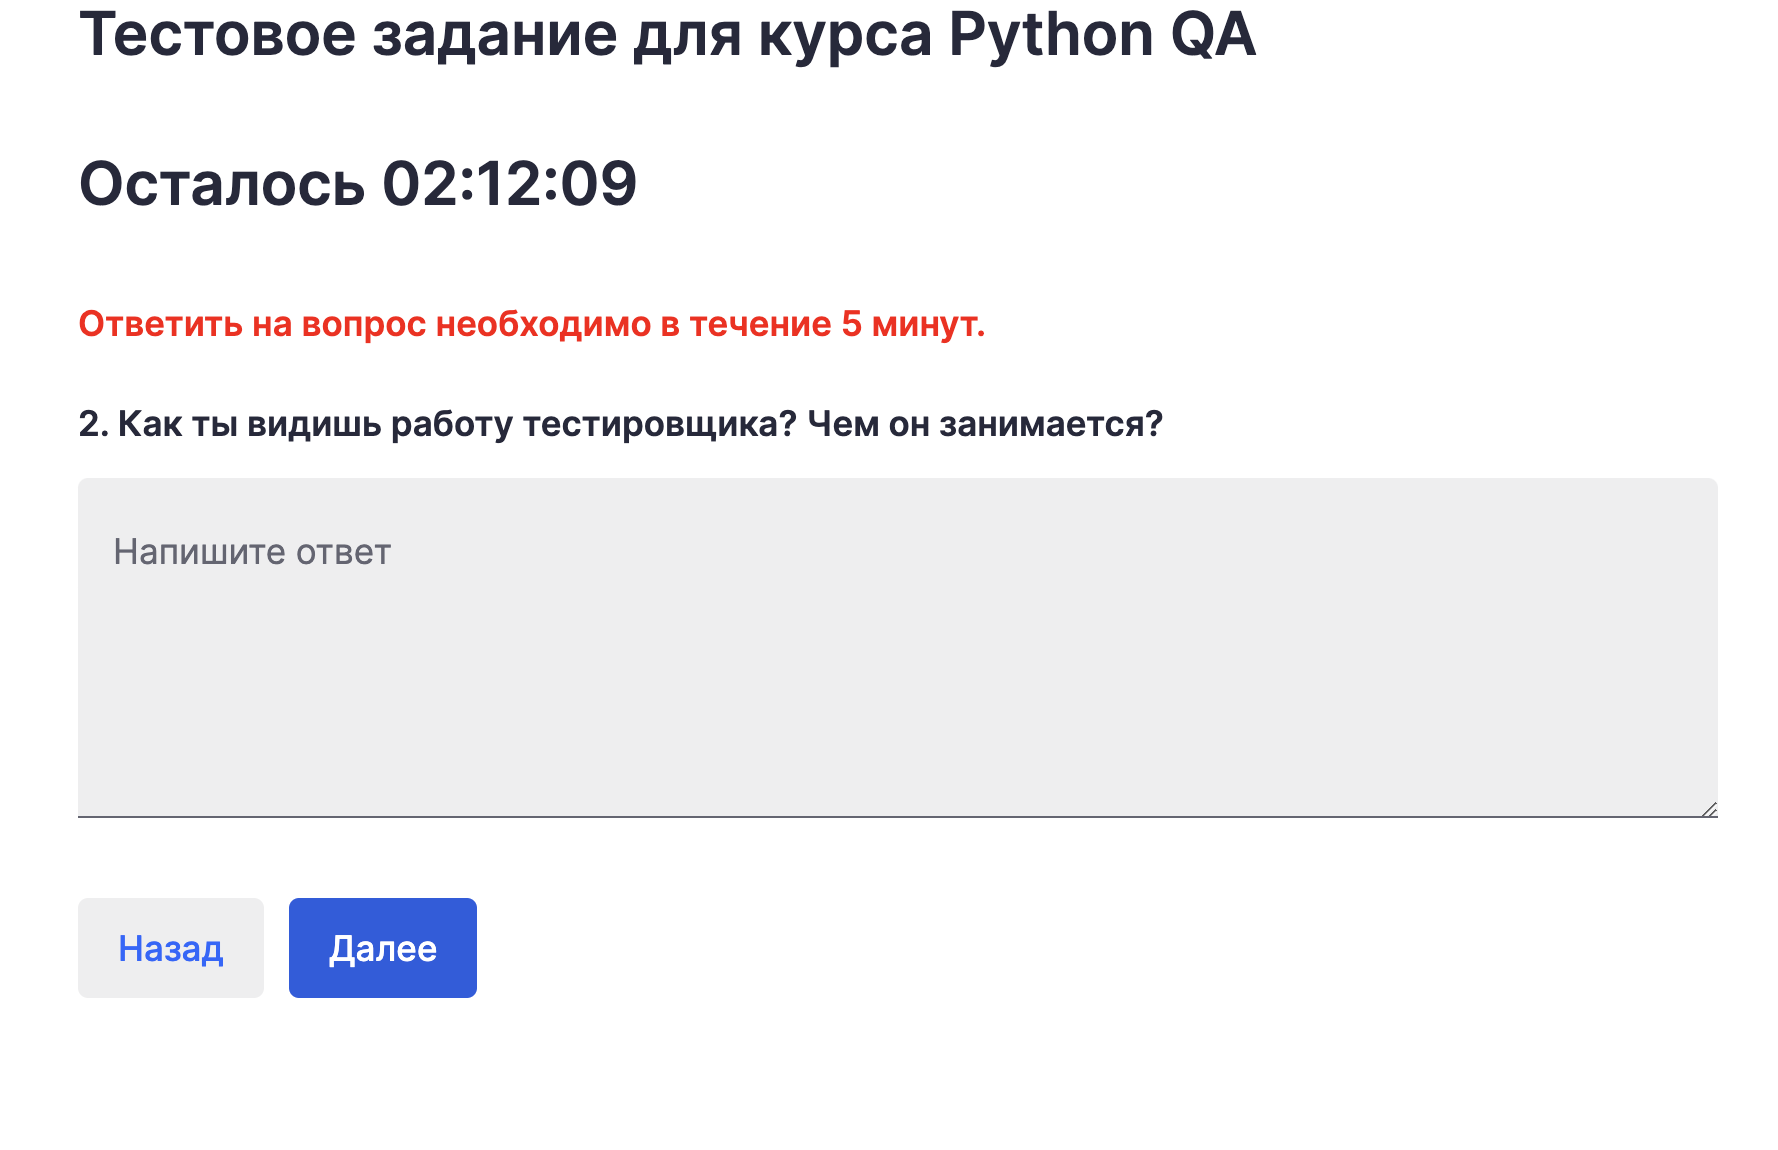 Тестовое задание для курса Python QA
Осталось 02:12:09
Ответить на вопрос необходимо в течение 5 минут.
2. Как ты видишь работу тестировщика? Чем он занимается?
Напишите ответ
Назад Далее